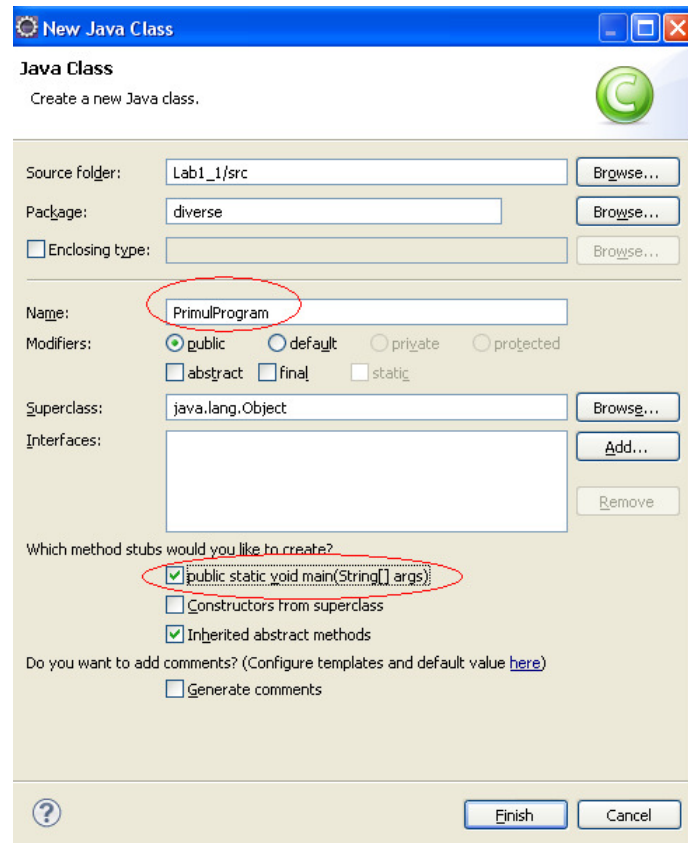 New Java Class
Java Class
Create a new Java class.
Source folder: Lab1_1/src Browse...
Package: diverse Browse...
Enclosing type: Browse...
Name: PrimulProgram
Modifiers: public default private protected
abstract final static
Superclass: java.lang.Object Browse...
Interfaces: Add...
Remove
Which method stubs would you like to create?
public static void main(String[] args)
Constructors from superclass
Inherited abstract methods
Do you want to add comments? (Configure templates and default value here)
Generate comments
? Finish Cancel